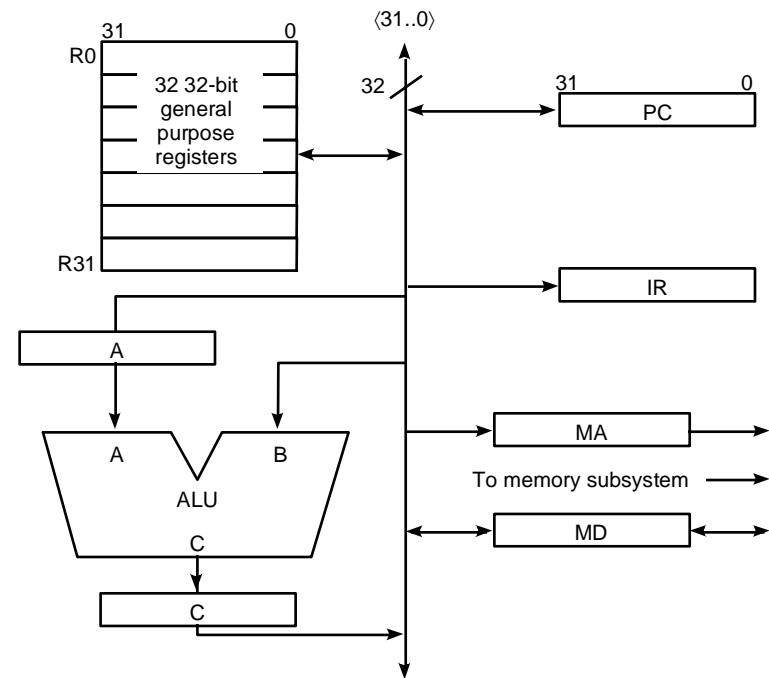 31 0
R0
32 32-bit
general
purpose
registers
R31
⟨31..0⟩
32
31 0
PC
IR
A
A B
ALU
C
C
MA
To memory subsystem
MD